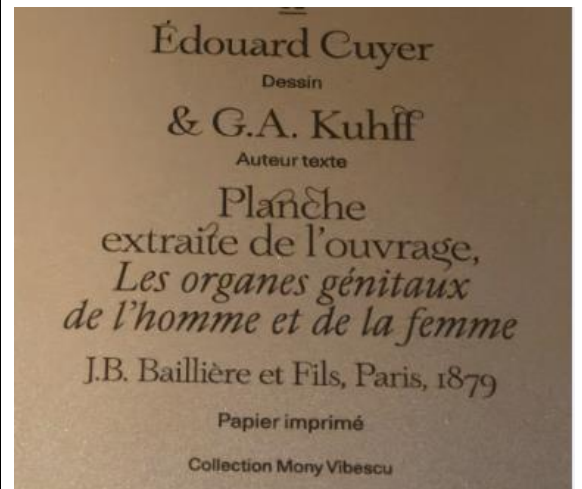 Édouard Cuyer
Dessin
& G.A. Kuhff
Auteur texte
Planche
extraite de l'ouvrage,
Les organes génitaux
de l'homme et de la femme
J.B. Baillière et Fils, Paris, 1879
Papier imprimé
Collection Mony Vibescu